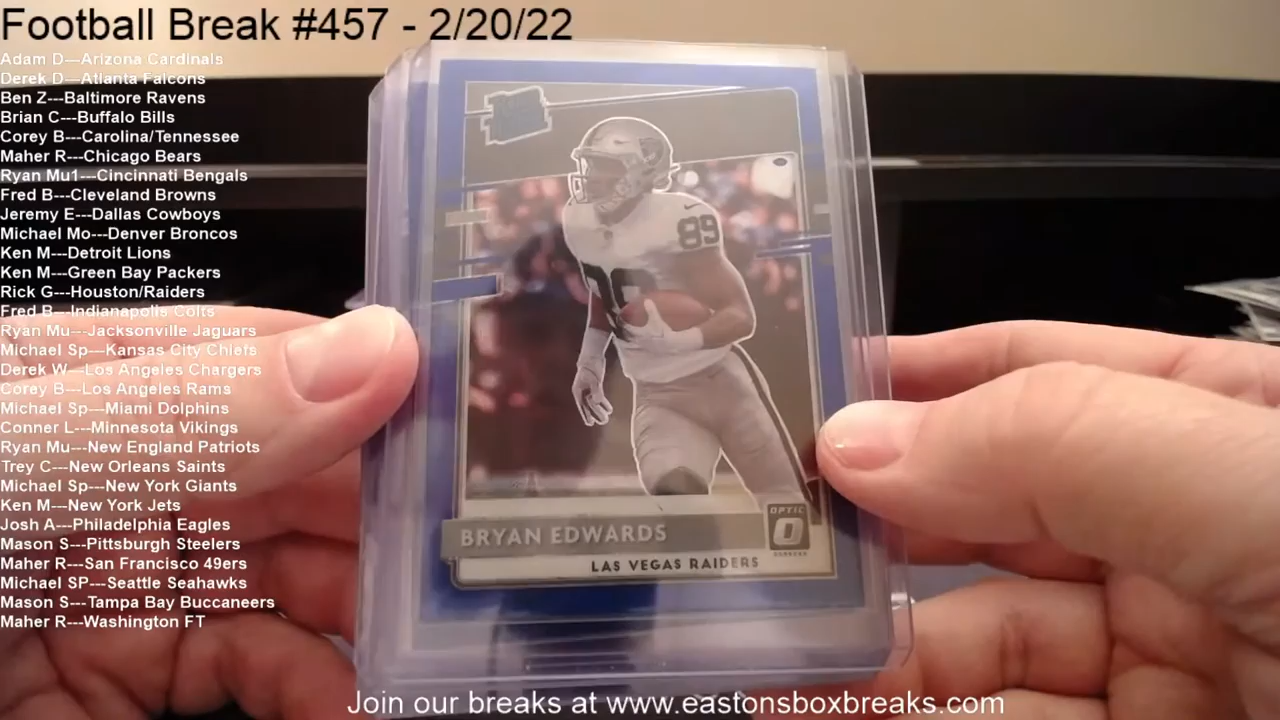 Football Break #457 - 2/20/22
Adam D---Arizona Cardinals
Derek D---Atlanta Falcons
Ben Z---Baltimore Ravens
Brian C---Buffalo Bills
Corey B---Carolina/Tennessee
Maher R---Chicago Bears
Ryan Mu1---Cincinnati Bengals
Fred B---Cleveland Browns
Jeremy E---Dallas Cowboys
Michael Mo---Denver Broncos
Ken M---Detroit Lions
Ken M---Green Bay Packers
Rick G---Houston/Raiders
Fred B---Indianapolis Colts
Ryan Mu---Jacksonville Jaguars
Michael Sp---Kansas City Chiefs
Derek W---Los Angeles Chargers
Corey B---Los Angeles Rams
Michael Sp---Miami Dolphins
Conner L---Minnesota Vikings
Ryan Mu---New England Patriots
Trey C---New Orleans Saints
Michael Sp---New York Giants
Ken M---New York Jets
Josh A---Philadelphia Eagles
Mason S---Pittsburgh Steelers
Maher R---San Francisco 49ers
Michael SP---Seattle Seahawks
Mason S---Tampa Bay Buccaneers
Maher R---Washington FT
89
89
BRYAN EDWARDS
OPTIC
LAS VEGAS RAIDERS
Join our breaks at www.eastonsboxbreaks.com